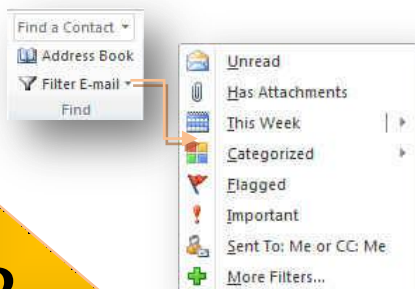 Find a Contact
Address Book
Filter E-mail
Find
Unread
Has Attachments
This Week
Categorized
Flagged
Important
Sent To: Me or CC: Me
More Filters...